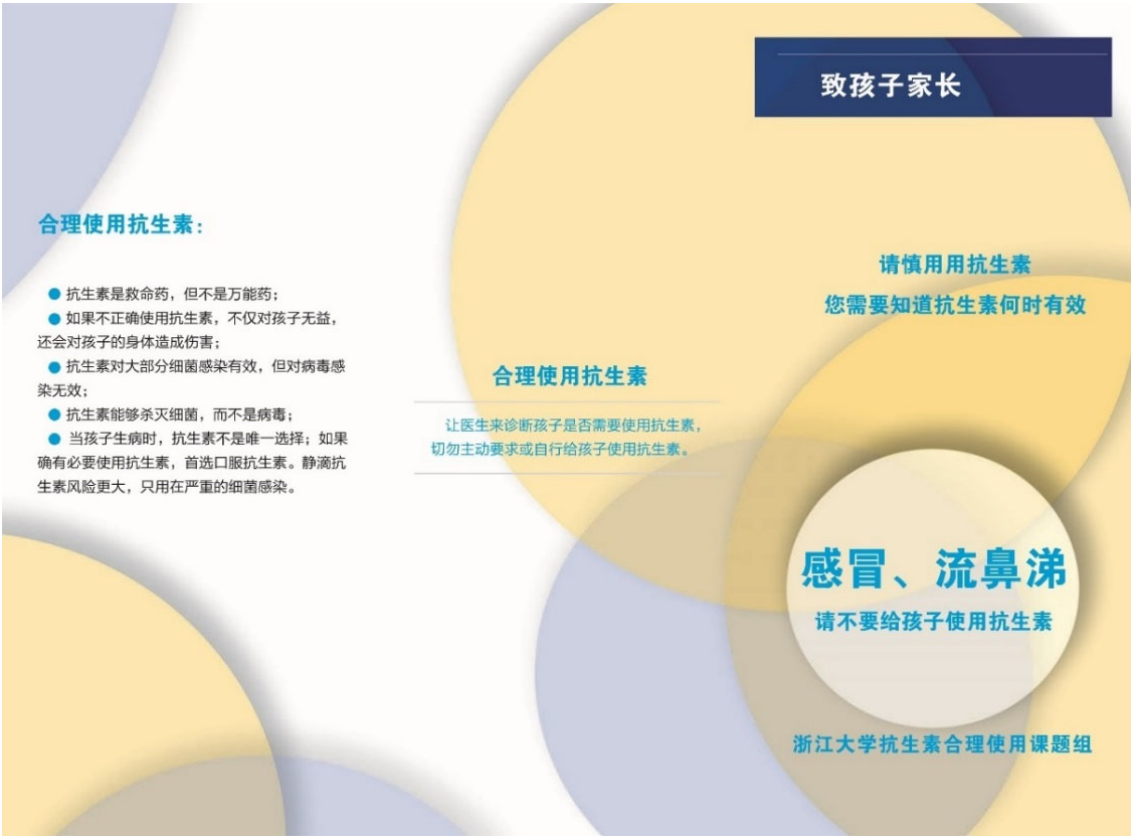 合理使用抗生素：
● 抗生素是救命药，但不是万能药；
● 如果不正确使用抗生素，不仅对孩子无益，
还会对孩子的身体造成伤害；
● 抗生素对大部分细菌感染有效，但对病毒感
染无效；
● 抗生素能够杀灭细菌，而不是病毒；
● 当孩子生病时，抗生素不是唯一选择；如果
确有必要使用抗生素，首选口服抗生素。静滴抗
生素风险更大，只用在严重的细菌感染。
合理使用抗生素
让医生来诊断孩子是否需要使用抗生素，
切勿主动要求或自行给孩子使用抗生素。
致孩子家长
请慎用用抗生素
您需要知道抗生素何时有效
感冒、流鼻涕
请不要给孩子使用抗生素
浙江大学抗生素合理使用课题组